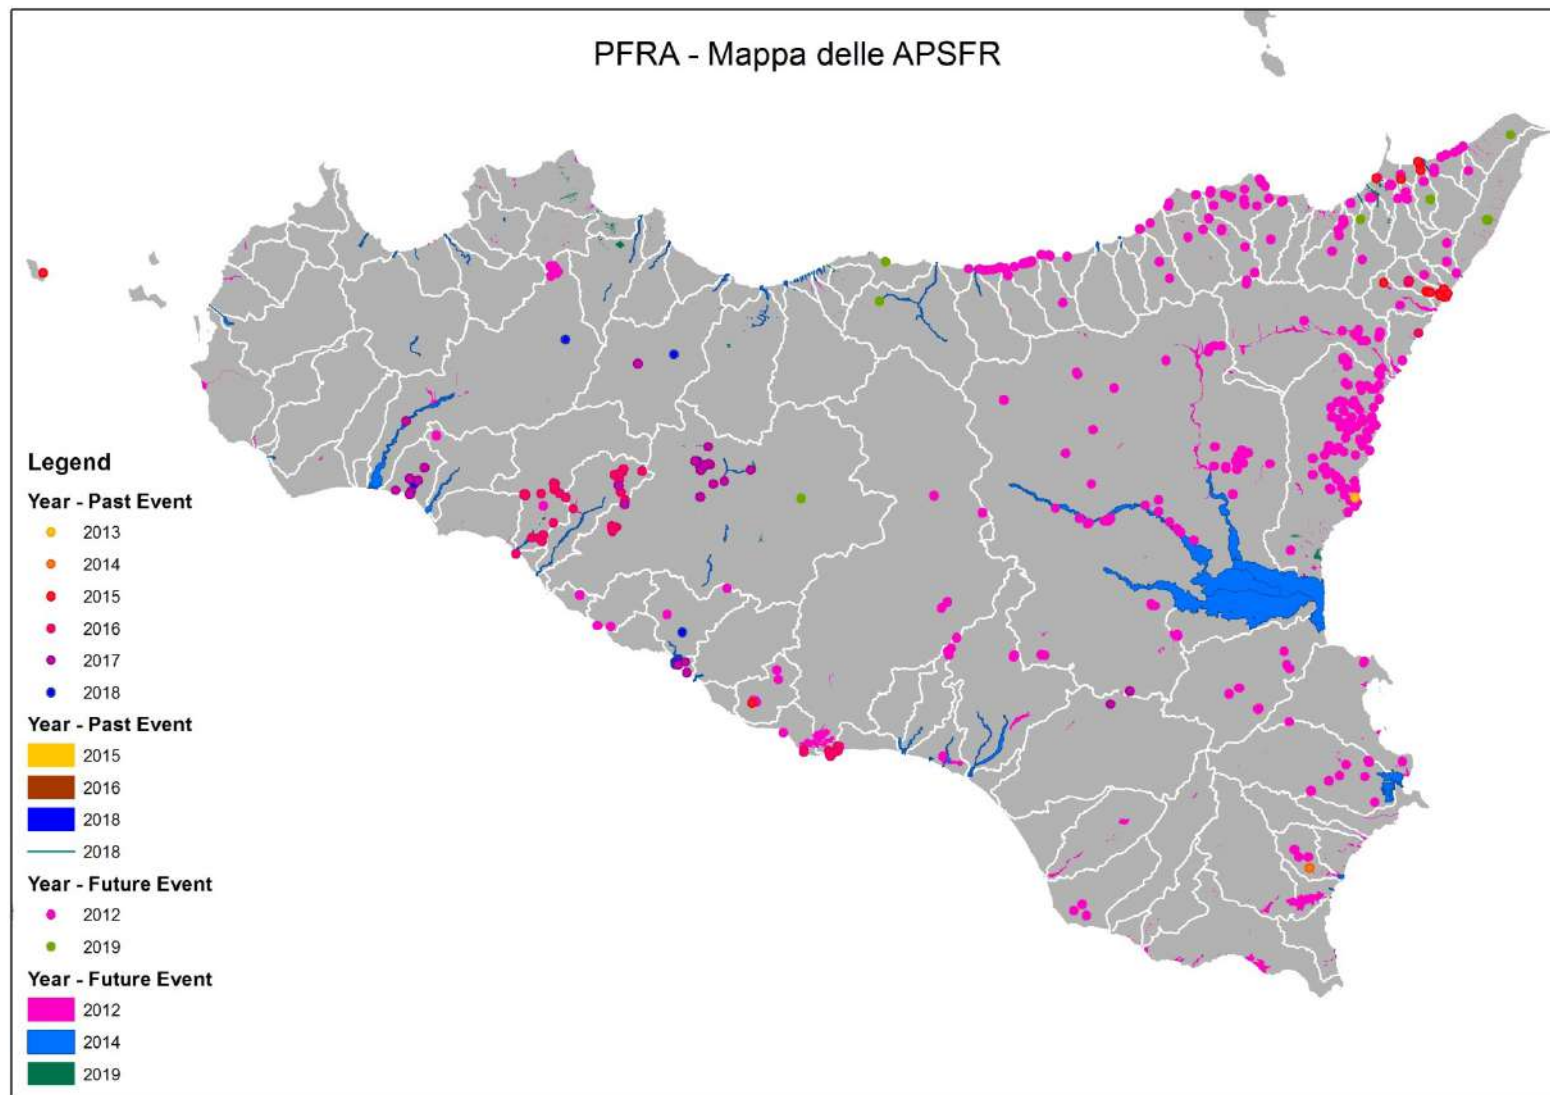 PFRA - Mappa delle APSFR
Legend
Year - Past Event
2013
2014
2015
2016
2017
2018
Year - Past Event
2015
2016
2018
2018
Year - Future Event
2012
2019
Year - Future Event
2012
2014
2019